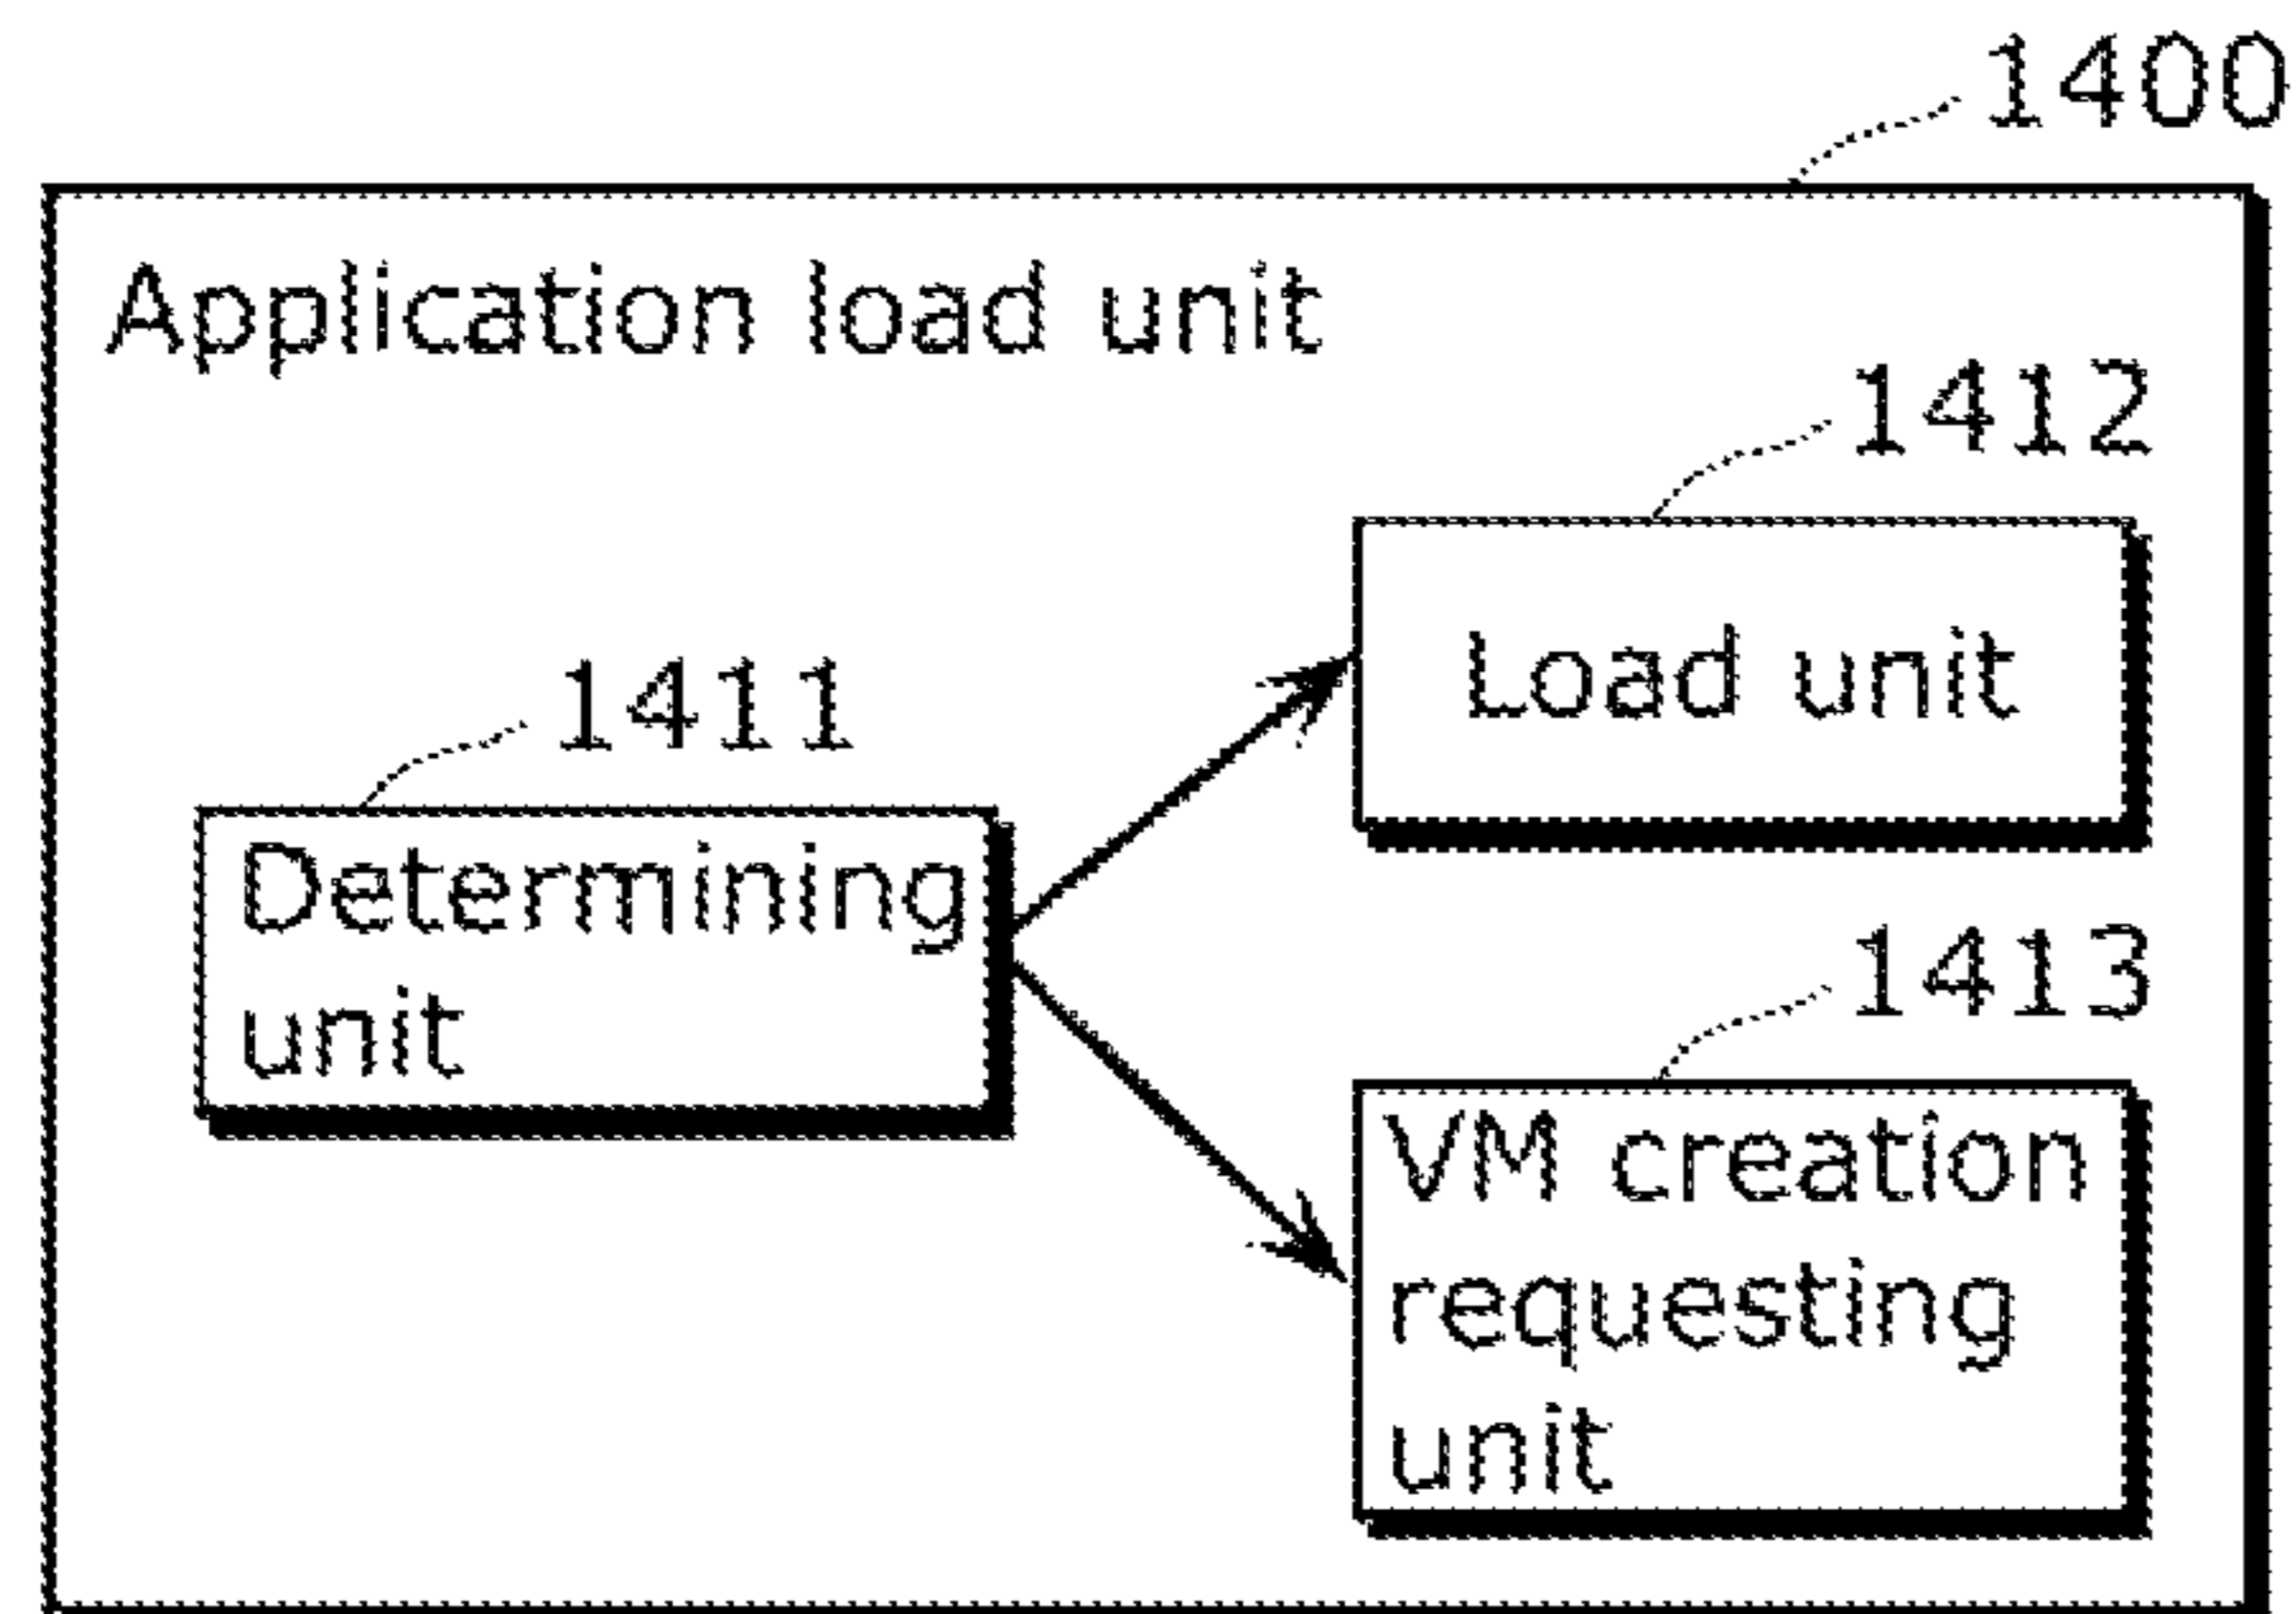 1400
Application load unit
1412
Load unit
1411
Determining
unit
1413
VM creation
requesting
unit